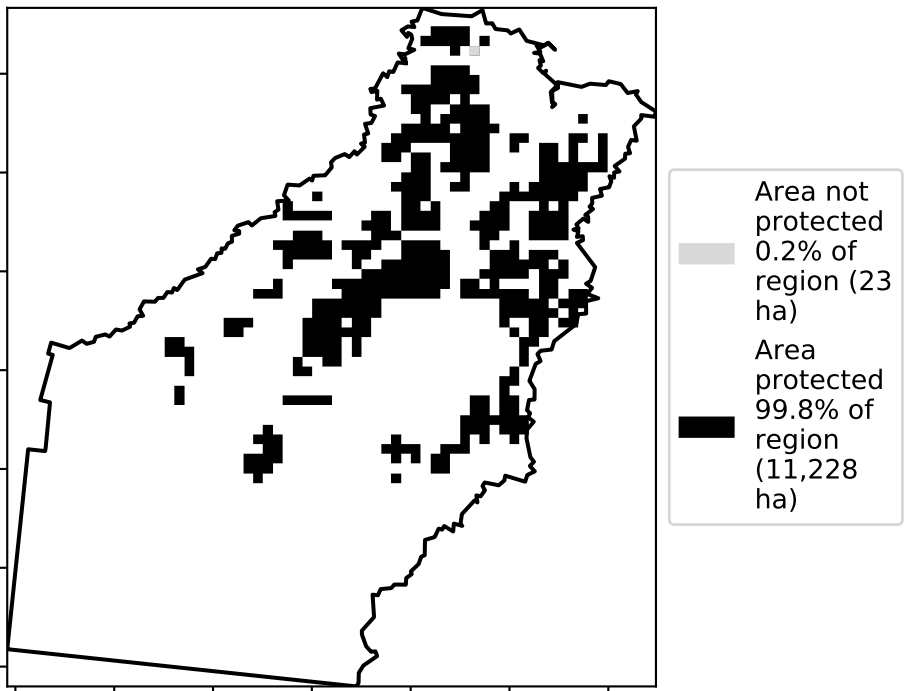 Area not
protected
0.2% of
region (23
ha)
Area
protected
99.8% of
region
(11,228
ha)